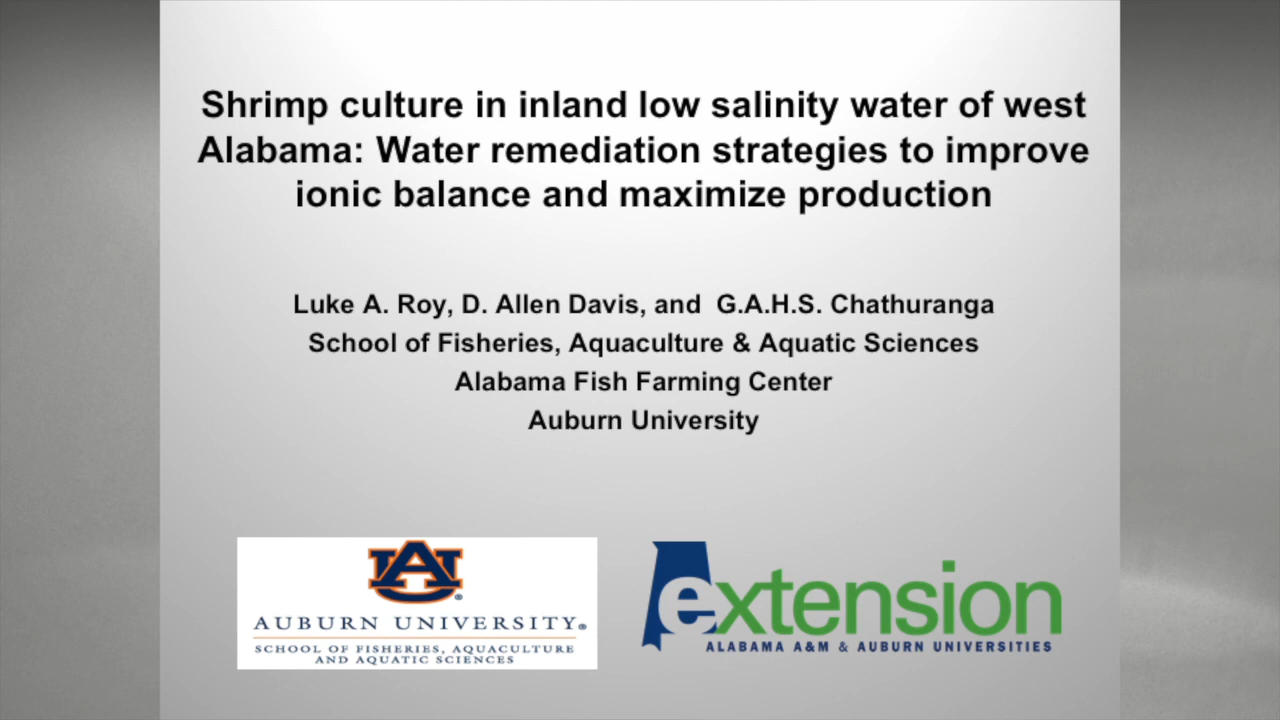 Shrimp culture in inland low salinity water of west
Alabama: Water remediation strategies to improve
ionic balance and maximize production
Luke A. Roy, D. Allen Davis, and G.A.H.S. Chathuranga
School of Fisheries, Aquaculture & Aquatic Sciences
Alabama Fish Farming Center
Auburn University
AU
AUBURN UNIVERSITY®
SCHOOL OF FISHERIES, AQUACULTURE
AND AQUATIC SCIENCES
extension
ALABAMA A&M & AUBURN UNIVERSITIES